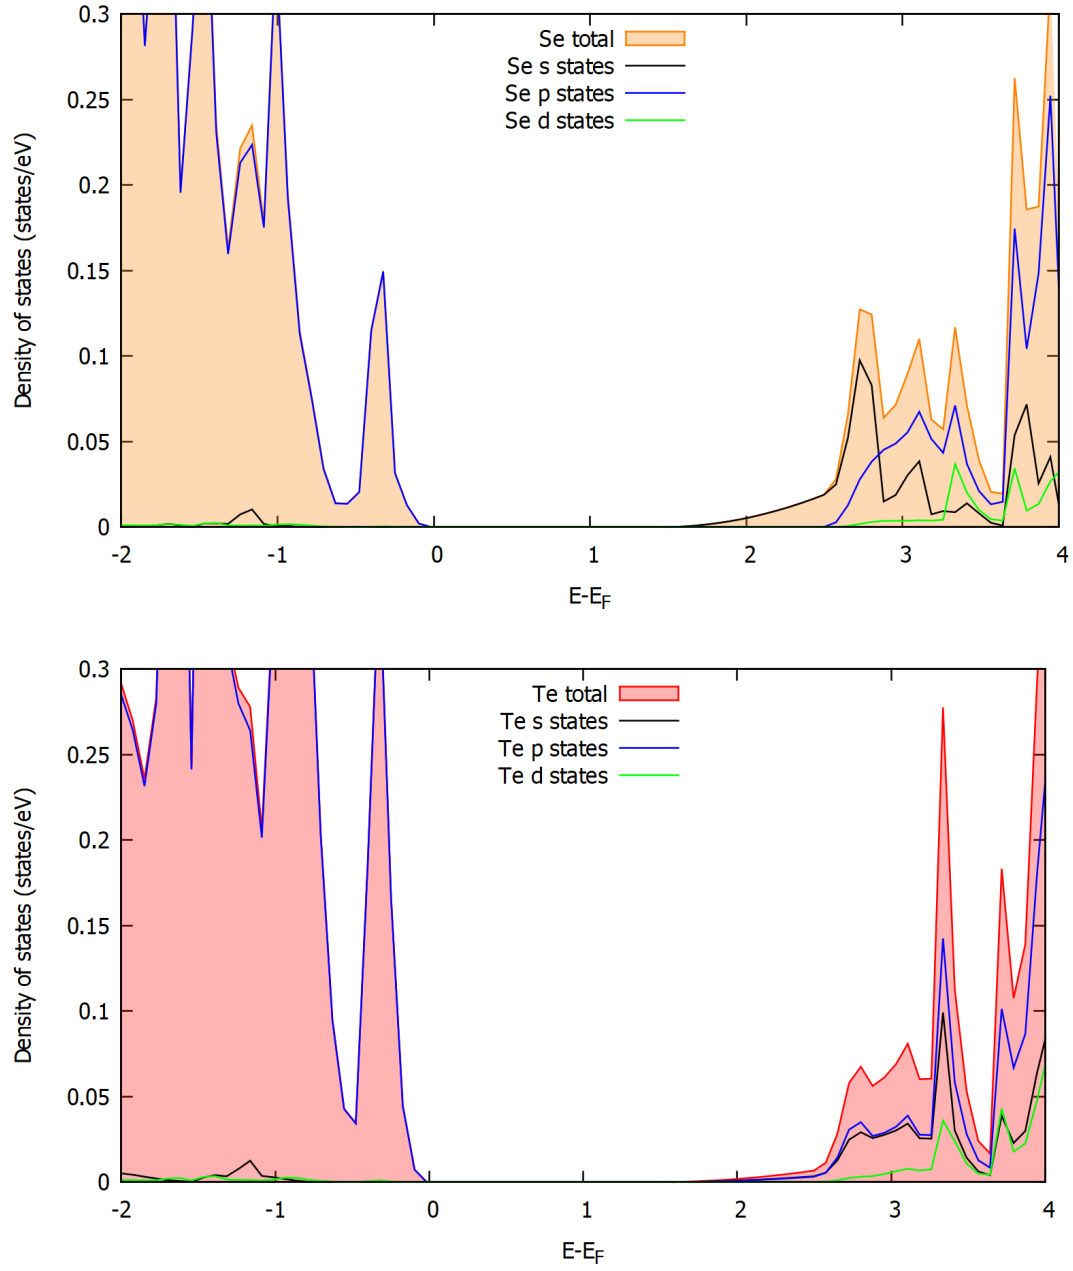 0.3
0.25
0.2
0.15
0.1
0.05
0
Density of states (states/eV)
Se total
Se s states
Se p states
Se d states
-2 -1 0 1 2 3 4
E-E_F
0.3
0.25
0.2
0.15
0.1
0.05
0
Density of states (states/eV)
Te total
Te s states
Te p states
Te d states
-2 -1 0 1 2 3 4
E-E_F